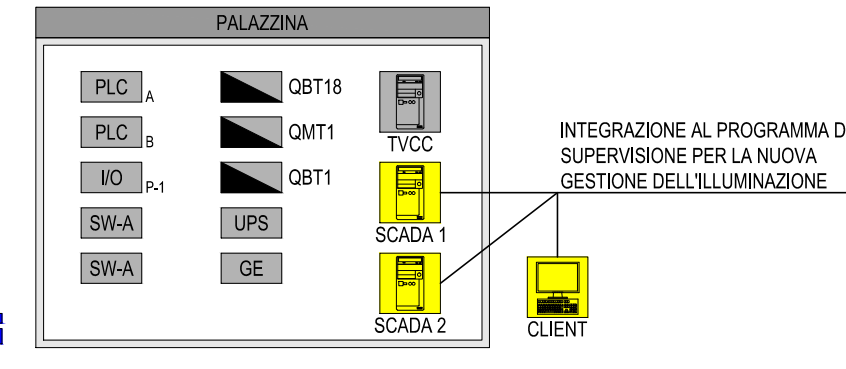 PALAZZINA
PLC A
QBT18
PLC B
QMT1
TVCC
I/O P-1
QBT1
SW-A
UPS
SCADA 1
SW-A
GE
SCADA 2
INTEGRAZIONE AL PROGRAMMA D
SUPERVISIONE PER LA NUOVA
GESTIONE DELL'ILLUMINAZIONE
CLIENT